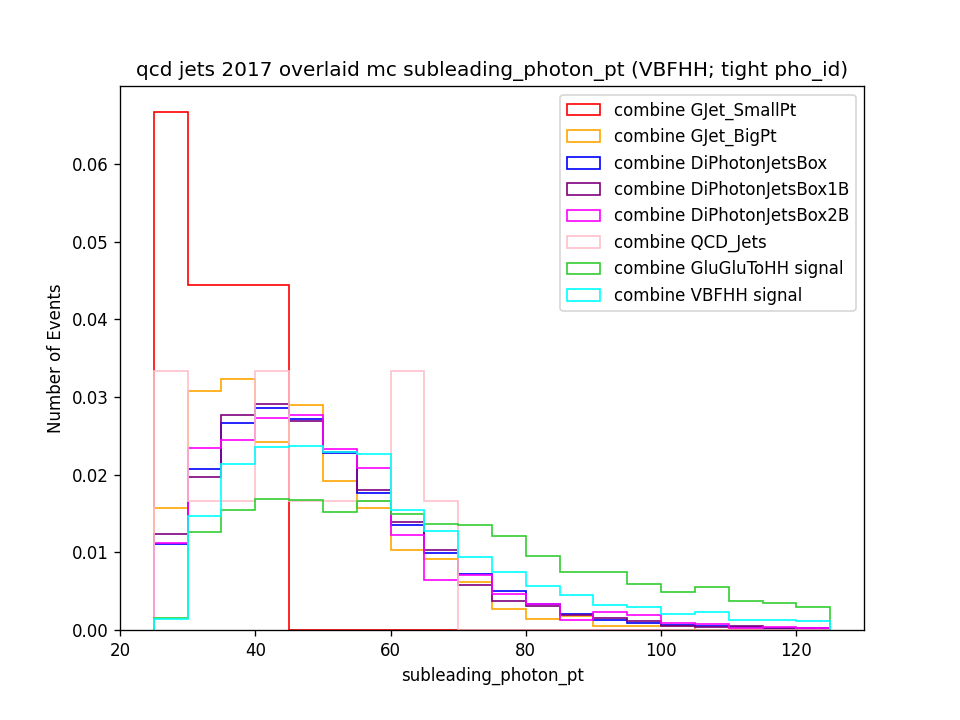 qcd jets 2017 overlaid mc subleading_photon_pt (VBFHH; tight pho_id)
combine GJet_SmallPt
combine GJet_BigPt
combine DiPhotonJetsBox
combine DiPhotonJetsBox1B
combine DiPhotonJetsBox2B
combine QCD_Jets
combine GluGluToHH signal
combine VBFHH signal
Number of Events
0.06
0.05
0.04
0.03
0.02
0.01
0.00
20 40 60 80 100 120
subleading_photon_pt